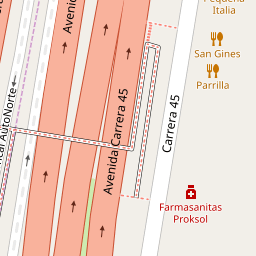 Pequeña
Italia
San Gines
Parrilla
Avenida
Avenida Carrera 45
Carrera 45
AutoNorte
Farmasanitas
Proksol